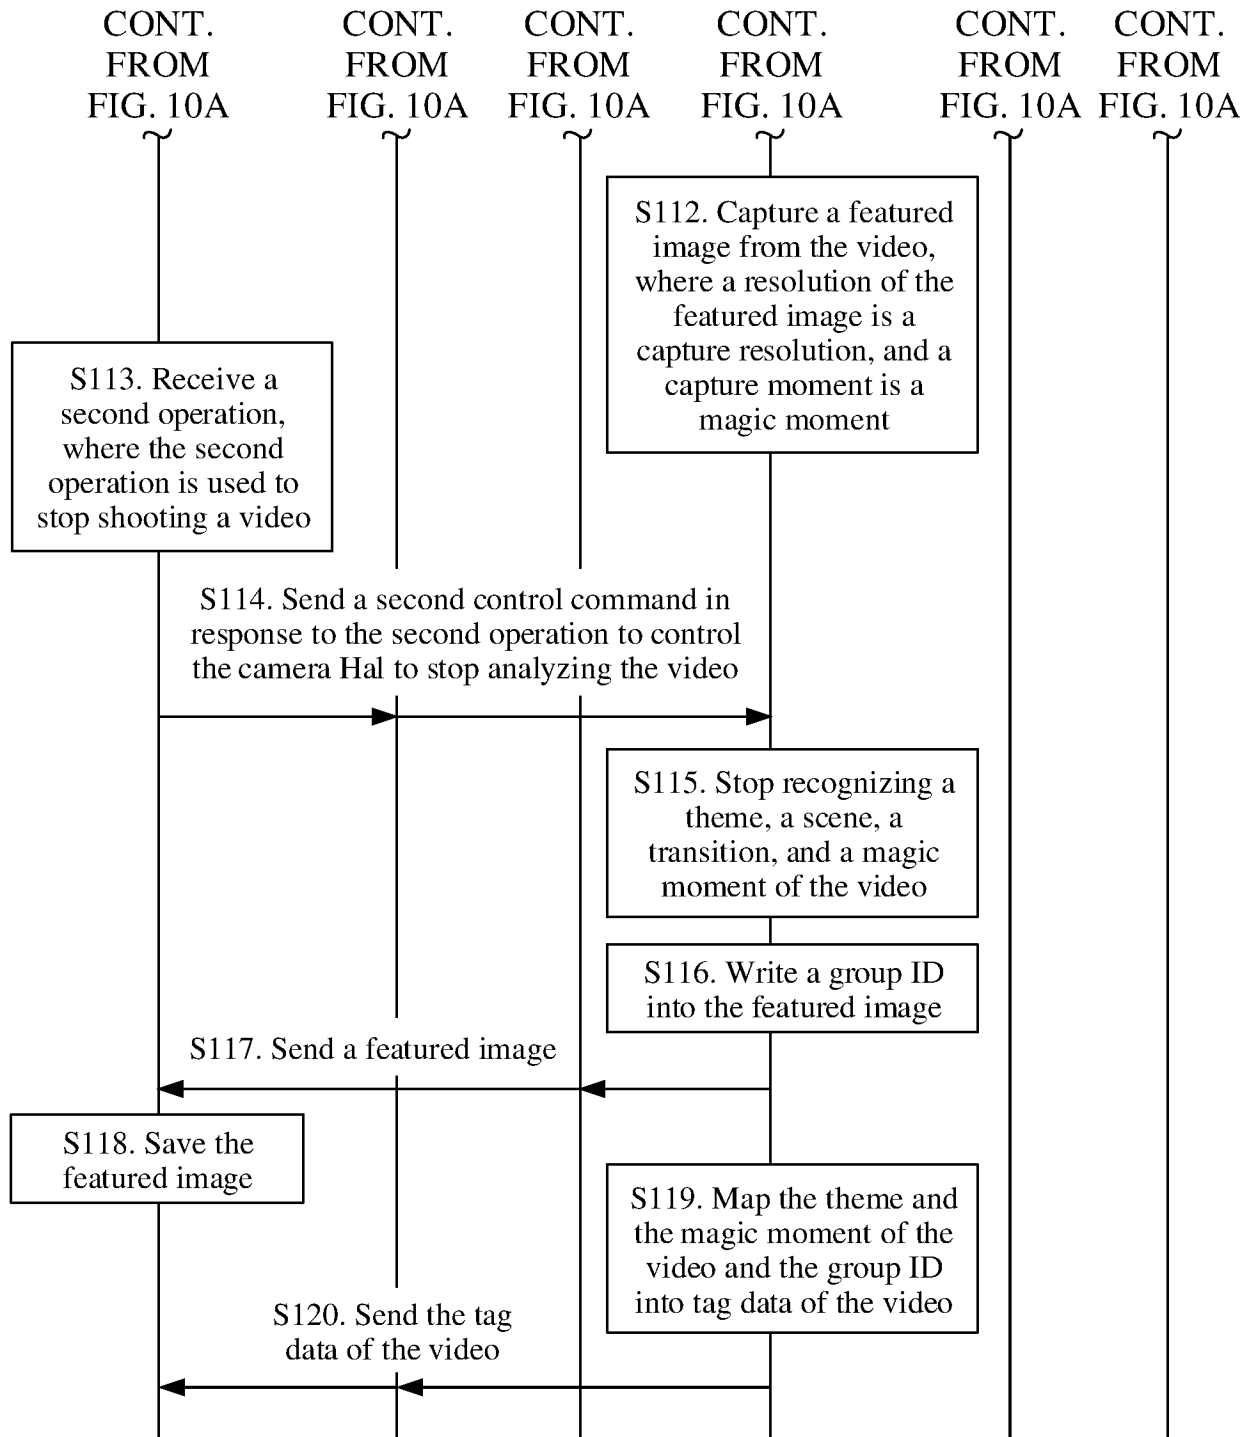 CONT. CONT. CONT. CONT. CONT. CONT.
FROM FROM FROM FROM FROM FROM
FIG. 10A FIG. 10A FIG. 10A FIG. 10A FIG. 10A FIG. 10A
S112. Capture a featured
image from the video,
where a resolution of the
featured image is a
capture resolution, and a
capture moment is a
magic moment
S113. Receive a
second operation,
where the second
operation is used to
stop shooting a video
S114. Send a second control command in
response to the second operation to control
the camera Hal to stop analyzing the video
S115. Stop recognizing a
theme, a scene, a
transition, and a magic
moment of the video
S116. Write a group ID
into the featured image
S117. Send a featured image
S118. Save the
featured image
S119. Map the theme and
the magic moment of the
video and the group ID
into tag data of the video
S120. Send the tag
data of the video